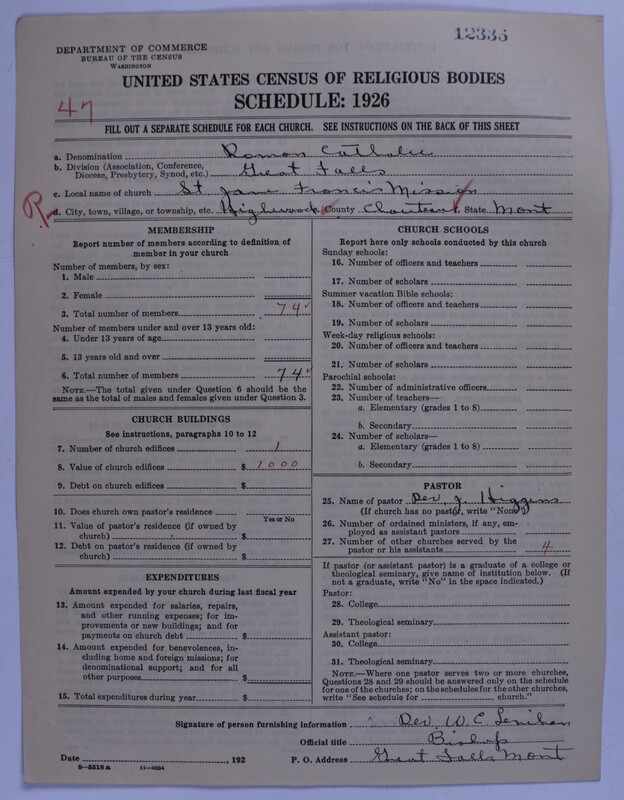 12335
DEPARTMENT OF COMMERCE
BUREAU OF THE CENSUS
WASHINGTON
UNITED STATES CENSUS OF RELIGIOUS BODIES
SCHEDULE: 1926
47
FILL OUT A SEPARATE SCHEDULE FOR EACH CHURCH. SEE INSTRUCTIONS ON THE BACK OF THIS SHEET
a. Denomination Roman Catholic
b. Division (Association, Conference, Diocese, Presbytery, Synod, etc.) Great Falls
c. Local name of church St Jane Francis Mission
R d. City, town, village, or township, etc. Highwood County Chouteau State Mont
MEMBERSHIP
Report number of members according to definition of
member in your church
Number of members, by sex:
1. Male
2. Female
3. Total number of members 74
Number of members under and over 13 years old:
4. Under 13 years of age
5. 13 years old and over
6. Total number of members 74
NOTE.—The total given under Question 6 should be the
same as the total of males and females given under Question 3.
CHURCH BUILDINGS
See instructions, paragraphs 10 to 12
7. Number of church edifices 1
8. Value of church edifices $ 1000
9. Debt on church edifices $
10. Does church own pastor's residence
Yes or No
11. Value of pastor's residence (if owned by
church) $
12. Debt on pastor's residence (if owned by
church) $
EXPENDITURES
Amount expended by your church during last fiscal year
13. Amount expended for salaries, repairs,
and other running expenses; for im-
provements or new buildings; and for
payments on church debt $
14. Amount expended for benevolences, in-
cluding home and foreign missions; for
denominational support; and for all
other purposes $
15. Total expenditures during year $
CHURCH SCHOOLS
Report here only schools conducted by this church
Sunday schools:
16. Number of officers and teachers
17. Number of scholars
Summer vacation Bible schools:
18. Number of officers and teachers
19. Number of scholars
Week-day religious schools:
20. Number of officers and teachers
21. Number of scholars
Parochial schools:
22. Number of administrative officers
23. Number of teachers—
a. Elementary (grades 1 to 8)
b. Secondary
24. Number of scholars—
a. Elementary (grades 1 to 8)
b. Secondary
PASTOR
25. Name of pastor Rev. J. Higgins
(If church has no pastor, write "None")
26. Number of ordained ministers, if any, em-
ployed as assistant pastors
27. Number of other churches served by the
pastor or his assistants 4
If pastor (or assistant pastor) is a graduate of a college or
theological seminary, give name of institution below. (If
not a graduate, write "No" in the space indicated.)
Pastor:
28. College
29. Theological seminary
Assistant pastor:
30. College
31. Theological seminary
NOTE.—Where one pastor serves two or more churches,
Questions 28 and 29 should be answered only on the schedule
for one of the churches; on the schedules for the other churches,
write "See schedule for church."
Signature of person furnishing information Rev. W. C. Lenihan
Official title Bishop
Date , 192 P. O. Address Great Falls Mont
8—5518 a 11—9554